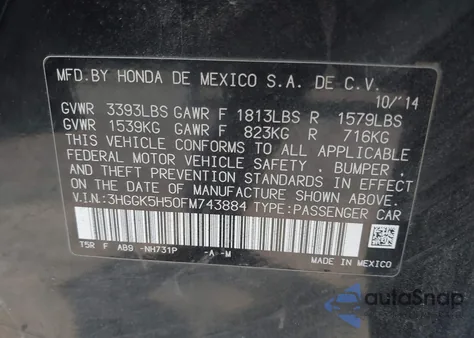 MFD.BY HONDA DE MEXICO S.A. DE C.V.
10/'14
GVWR 3393LBS GAWR F 1813LBS R 1579LBS
GVWR 1539KG GAWR F 823KG R 716KG
THIS VEHICLE CONFORMS TO ALL APPLICABLE
FEDERAL MOTOR VEHICLE SAFETY, BUMPER,
AND THEFT PREVENTION STANDARDS IN EFFECT
ON THE DATE OF MANUFACTURE SHOWN ABOVE.
V.I.N.:3HGGK5H50FM743884 TYPE:PASSENGER CAR
T5R F AB9 -NH731P -A--M
MADE IN MEXICO
autoSnap